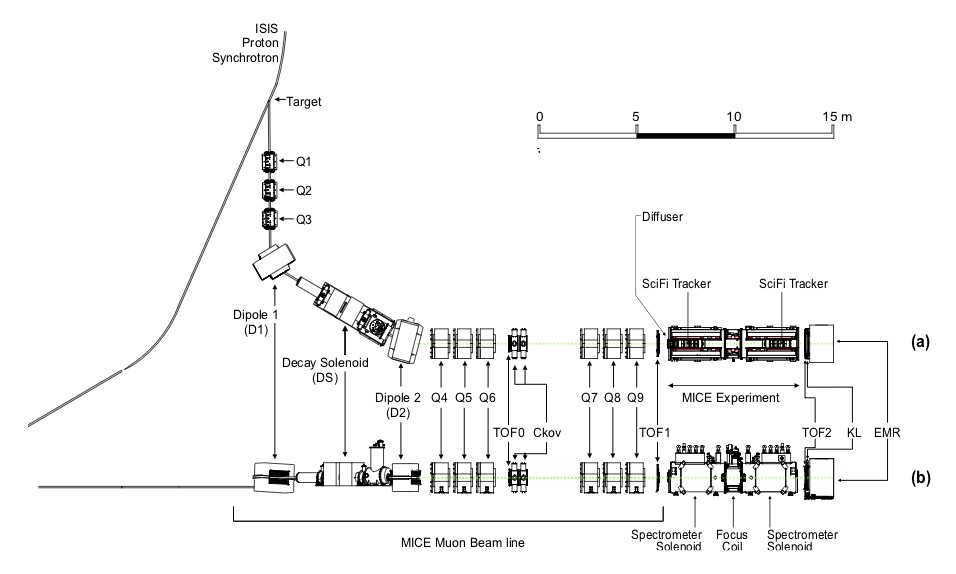 ISIS
Proton
Synchrotron
Target
0 5 10 15 m
Q1
Q2
Q3
Diffuser
SciFi Tracker SciFi Tracker
Dipole 1
(D1)
(a)
Decay Solenoid
(DS)
Dipole 2
(D2)
Q4 Q5 Q6 Q7 Q8 Q9 MICE Experiment
TOF0 Ckov TOF1 TOF2 KL EMR
(b)
MICE Muon Beam line
Spectrometer
Solenoid
Focus
Coil
Spectrometer
Solenoid